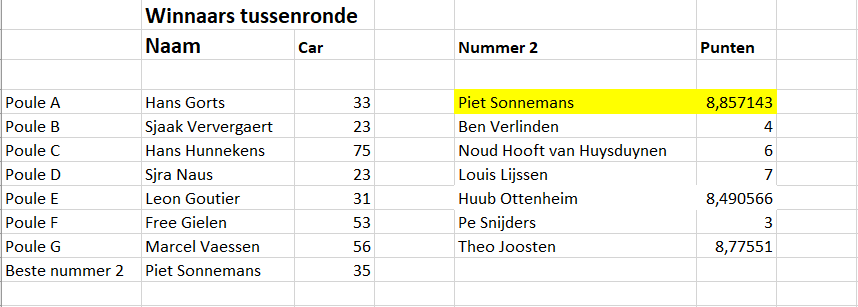 Winnaars tussenronde
Naam Car Nummer 2 Punten
Poule A Hans Gorts 33 Piet Sonnemans 8,857143
Poule B Sjaak Ververgaert 23 Ben Verlinden 4
Poule C Hans Hunnekens 75 Noud Hooft van Huysduynen 6
Poule D Sjra Naus 23 Louis Lijssen 7
Poule E Leon Goutier 31 Huub Ottenheim 8,490566
Poule F Free Gielen 53 Pe Snijders 3
Poule G Marcel Vaessen 56 Theo Joosten 8,77551
Beste nummer 2 Piet Sonnemans 35